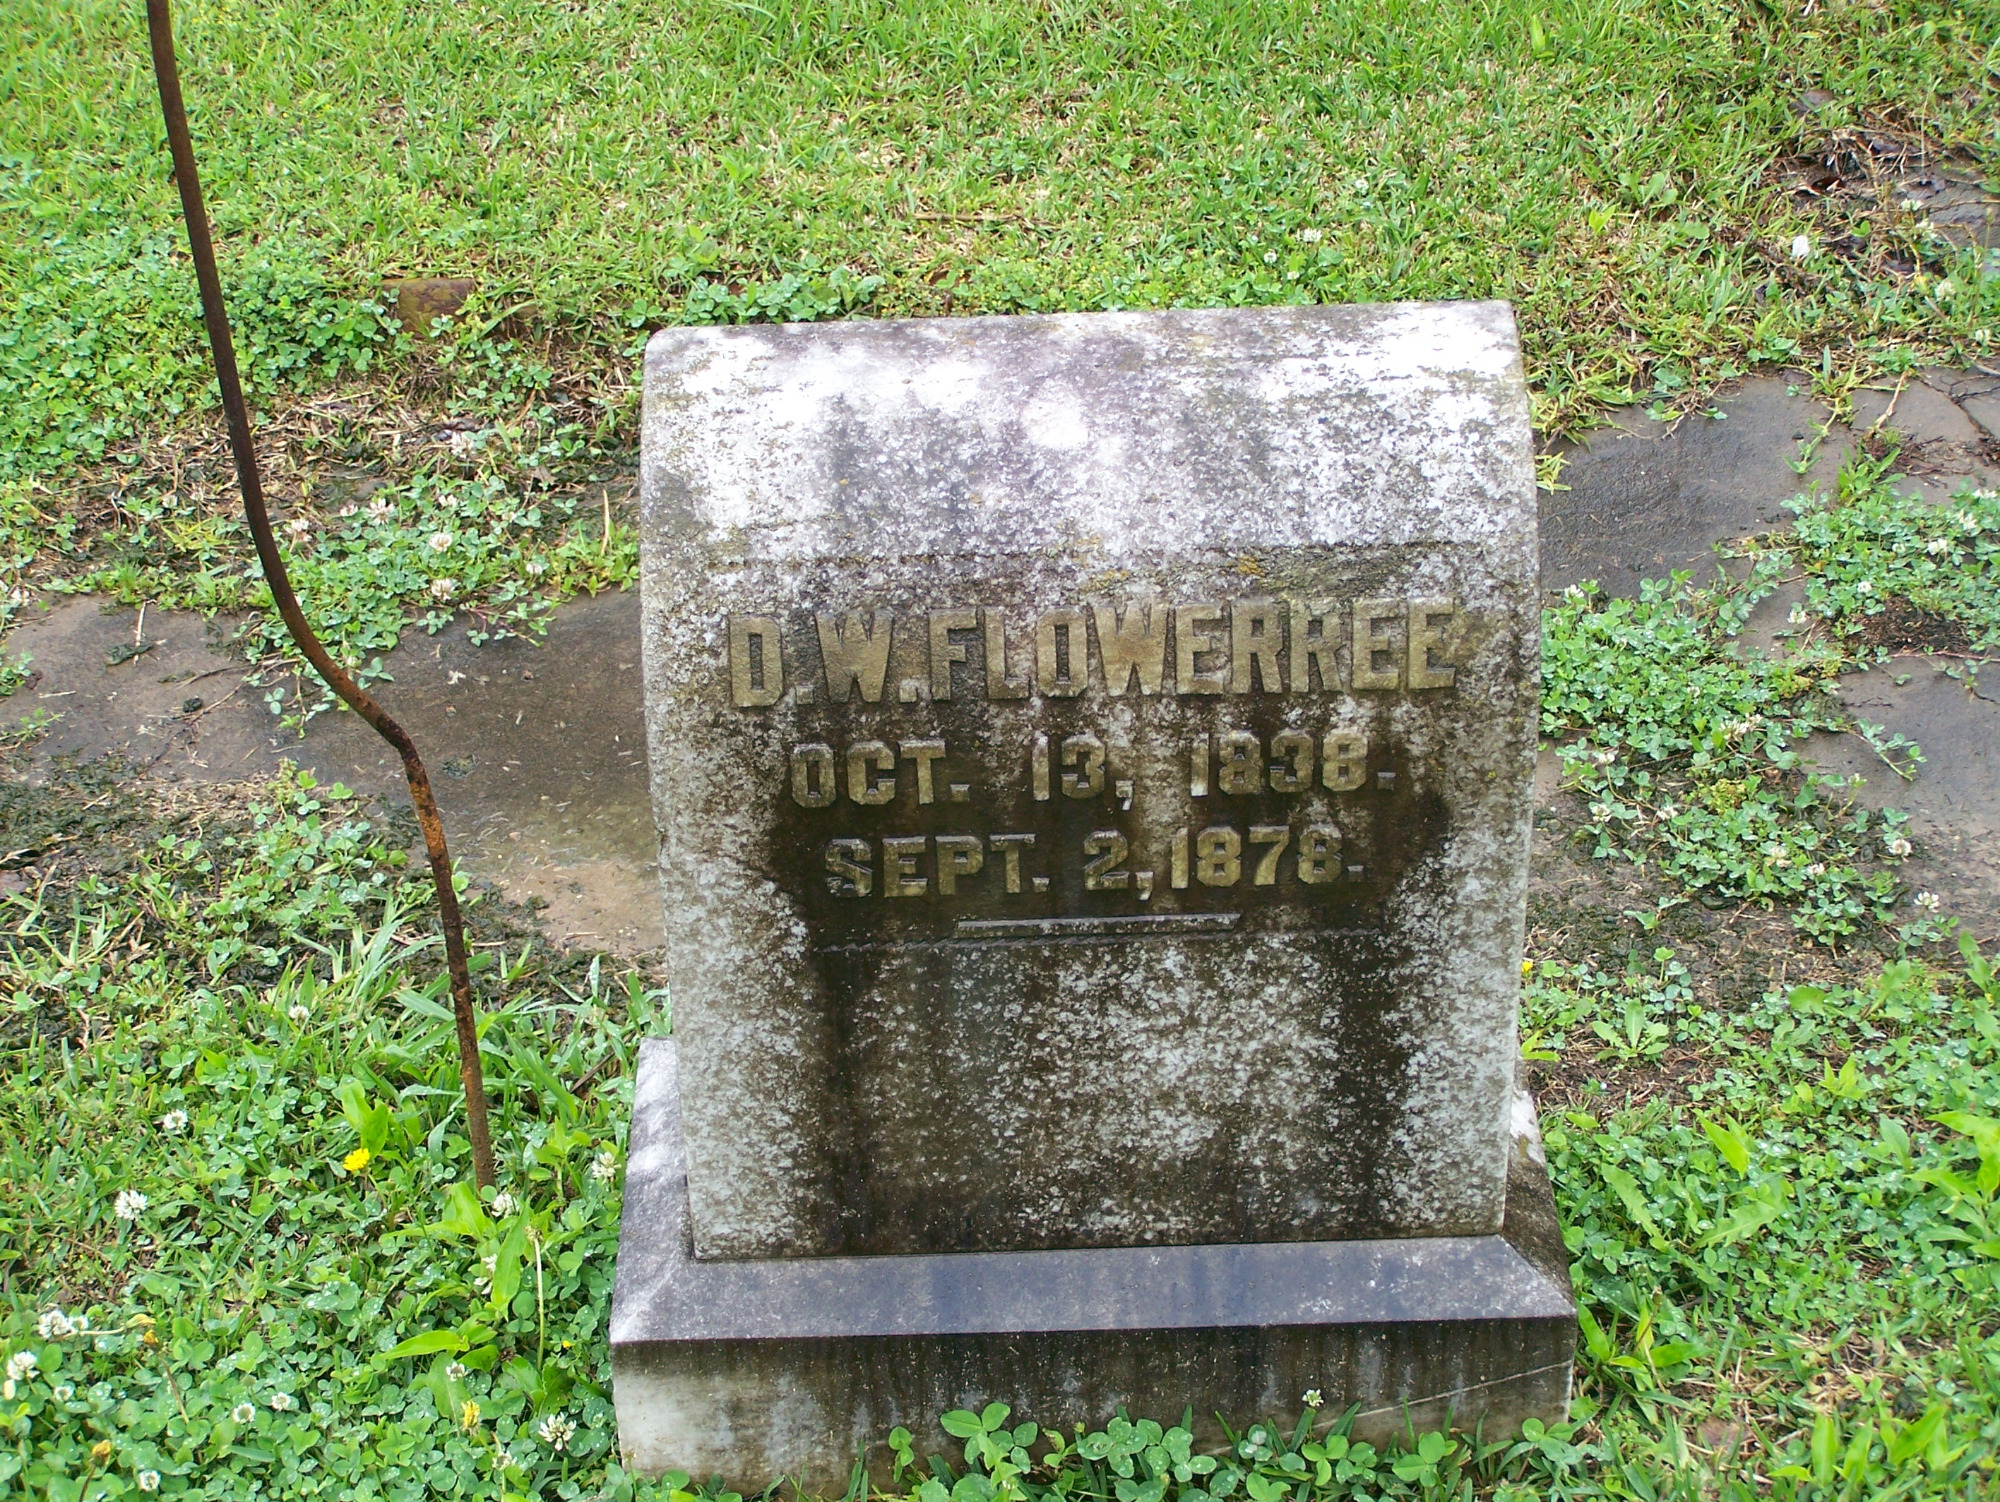 D.W.FLOWERREE
OCT. 13, 1838.
SEPT. 2,1878.